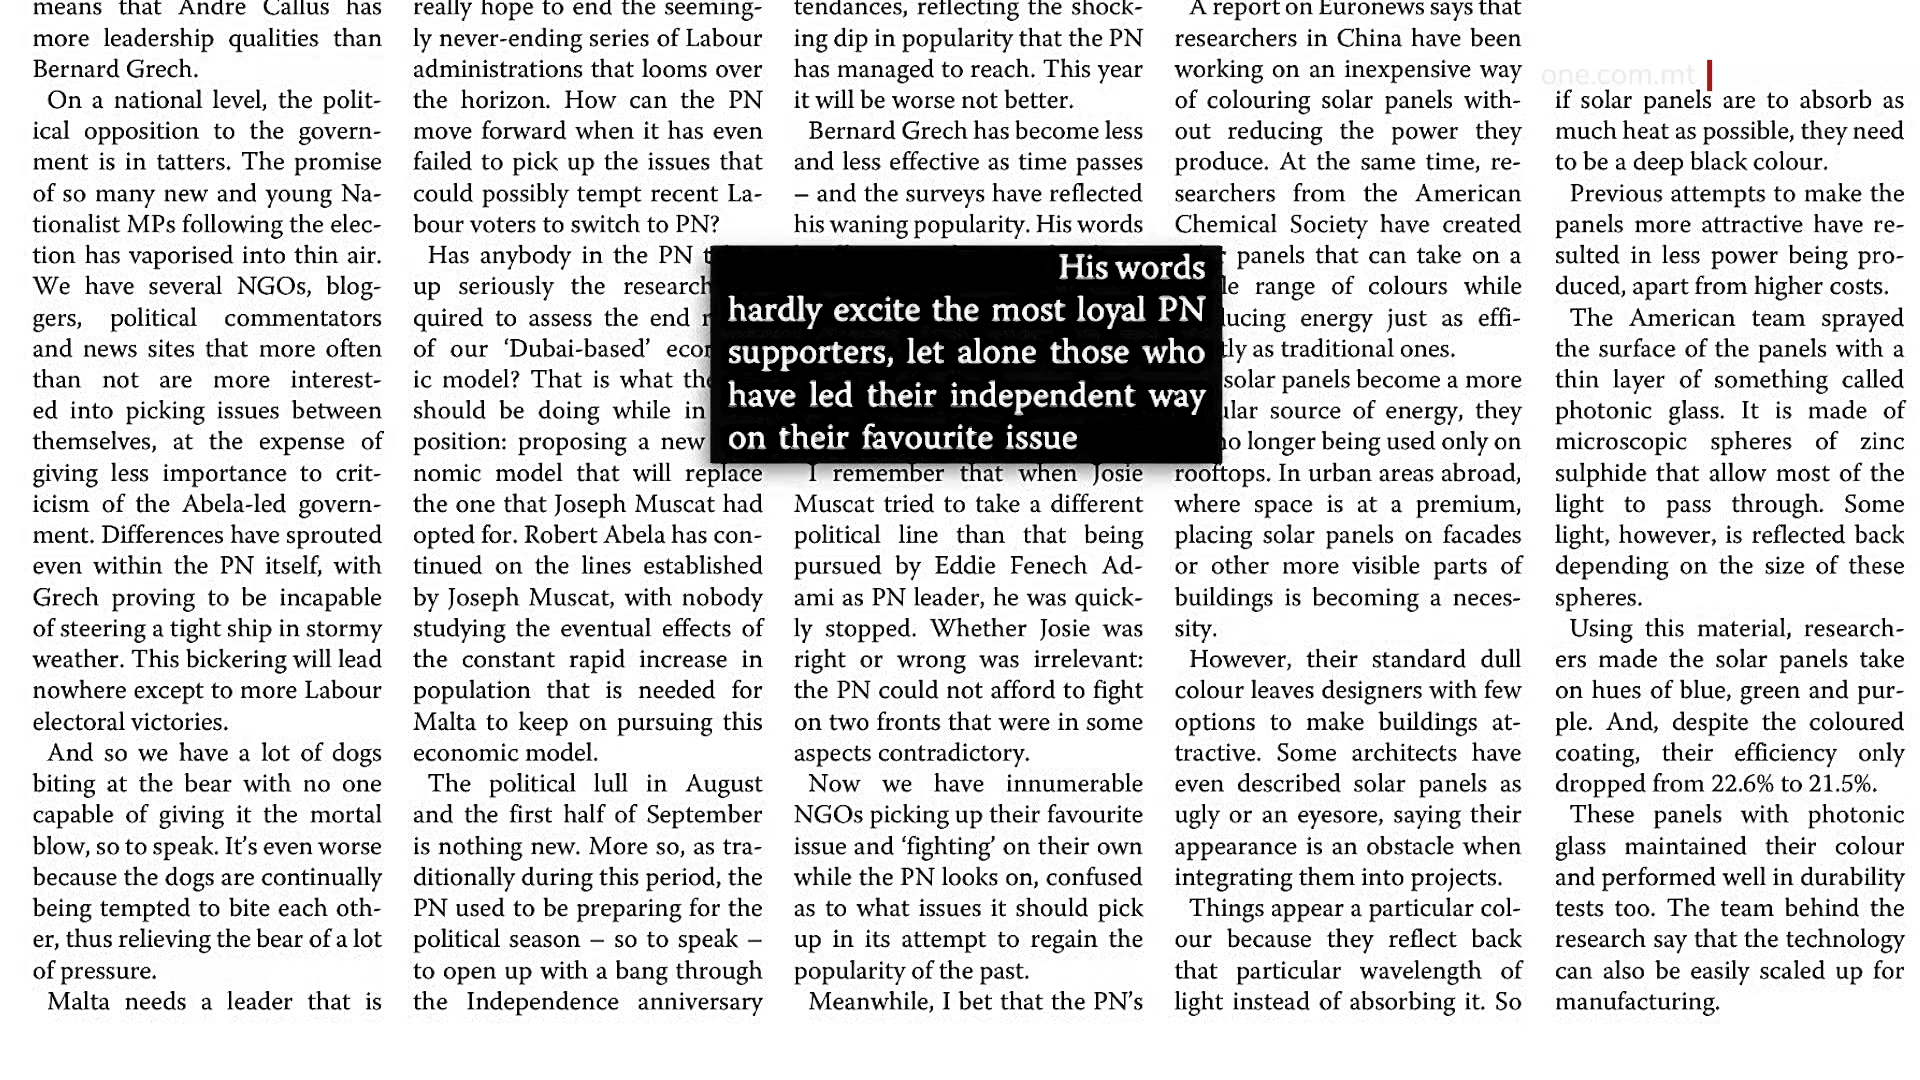 means that Andre Callus has
more leadership qualities than
Bernard Grech.
On a national level, the polit-
ical opposition to the govern-
ment is in tatters. The promise
of so many new and young Na-
tionalist MPs following the elec-
tion has vaporised into thin air.
We have several NGOs, blog-
gers, political commentators
and news sites that more often
than not are more interest-
ed into picking issues between
themselves, at the expense of
giving less importance to crit-
icism of the Abela-led govern-
ment. Differences have sprouted
even within the PN itself, with
Grech proving to be incapable
of steering a tight ship in stormy
weather. This bickering will lead
nowhere except to more Labour
electoral victories.
And so we have a lot of dogs
biting at the bear with no one
capable of giving it the mortal
blow, so to speak. It's even worse
because the dogs are continually
being tempted to bite each oth-
er, thus relieving the bear of a lot
of pressure.
Malta needs a leader that is
really hope to end the seeming-
ly never-ending series of Labour
administrations that looms over
the horizon. How can the PN
move forward when it has even
failed to pick up the issues that
could possibly tempt recent La-
bour voters to switch to PN?
Has anybody in the PN
up seriously the research
quired to assess the end
of our 'Dubai-based'
ic model? That is what
should be doing while in
position: proposing a new
nomic model that will replace
the one that Joseph Muscat had
opted for. Robert Abela has con-
tinued on the lines established
by Joseph Muscat, with nobody
studying the eventual effects of
the constant rapid increase in
population that is needed for
Malta to keep on pursuing this
economic model.
The political lull in August
and the first half of September
is nothing new. More so, as tra-
ditionally during this period, the
PN used to be preparing for the
political season – so to speak –
to open up with a bang through
the Independence anniversary
tendances, reflecting the shock-
ing dip in popularity that the PN
has managed to reach. This year
it will be worse not better.
Bernard Grech has become less
and less effective as time passes
– and the surveys have reflected
his waning popularity. His words
His words
hardly excite the most loyal PN
supporters, let alone those who
have led their independent way
on their favourite issue
I remember that when Josie
Muscat tried to take a different
political line than that being
pursued by Eddie Fenech Ad-
ami as PN leader, he was quick-
ly stopped. Whether Josie was
right or wrong was irrelevant:
the PN could not afford to fight
on two fronts that were in some
aspects contradictory.
Now we have innumerable
NGOs picking up their favourite
issue and 'fighting' on their own
while the PN looks on, confused
as to what issues it should pick
up in its attempt to regain the
popularity of the past.
Meanwhile, I bet that the PN's
A report on Euronews says that
researchers in China have been
working on an inexpensive way
of colouring solar panels with-
out reducing the power they
produce. At the same time, re-
searchers from the American
Chemical Society have created
panels that can take on a
range of colours while
energy just as effi-
as traditional ones.
solar panels become a more
source of energy, they
no longer being used only on
rooftops. In urban areas abroad,
where space is at a premium,
placing solar panels on facades
or other more visible parts of
buildings is becoming a neces-
sity.
However, their standard dull
colour leaves designers with few
options to make buildings at-
tractive. Some architects have
even described solar panels as
ugly or an eyesore, saying their
appearance is an obstacle when
integrating them into projects.
Things appear a particular col-
our because they reflect back
that particular wavelength of
light instead of absorbing it. So
one.com.mt
if solar panels are to absorb as
much heat as possible, they need
to be a deep black colour.
Previous attempts to make the
panels more attractive have re-
sulted in less power being pro-
duced, apart from higher costs.
The American team sprayed
the surface of the panels with a
thin layer of something called
photonic glass. It is made of
microscopic spheres of zinc
sulphide that allow most of the
light to pass through. Some
light, however, is reflected back
depending on the size of these
spheres.
Using this material, research-
ers made the solar panels take
on hues of blue, green and pur-
ple. And, despite the coloured
coating, their efficiency only
dropped from 22.6% to 21.5%.
These panels with photonic
glass maintained their colour
and performed well in durability
tests too. The team behind the
research say that the technology
can also be easily scaled up for
manufacturing.